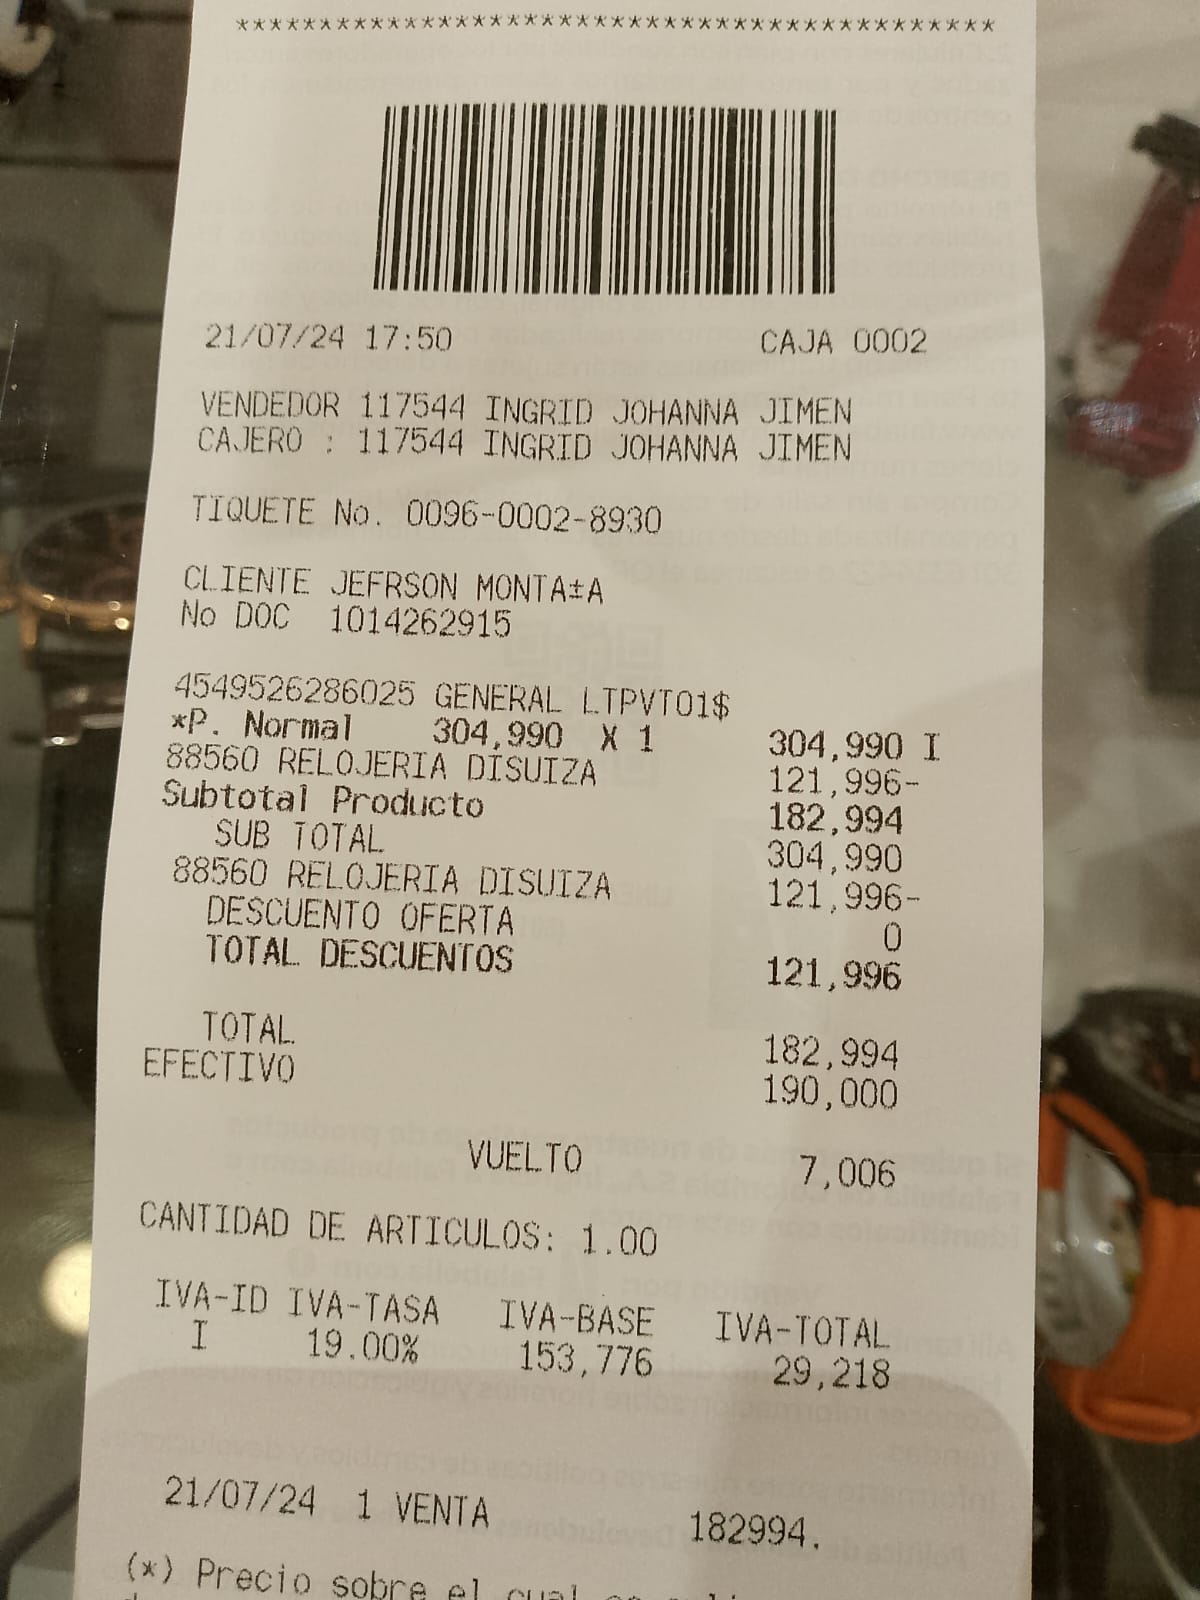 ********************************************
21/07/24 17:50 CAJA 0002
VENDEDOR 117544 INGRID JOHANNA JIMEN
CAJERO : 117544 INGRID JOHANNA JIMEN
TIQUETE No. 0096-0002-8930
CLIENTE JEFRSON MONTA±A
No DOC 1014262915
4549526286025 GENERAL LTPVT01$
*P. Normal 304,990 X 1 304,990 I
88560 RELOJERIA DISUIZA 121,996-
Subtotal Producto 182,994
SUB TOTAL 304,990
88560 RELOJERIA DISUIZA 121,996-
DESCUENTO OFERTA 0
TOTAL DESCUENTOS 121,996
TOTAL 182,994
EFECTIVO 190,000
VUELTO 7,006
CANTIDAD DE ARTICULOS: 1.00
IVA-ID IVA-TASA IVA-BASE IVA-TOTAL
I 19.00% 153,776 29,218
21/07/24 1 VENTA 182994.
(*) Precio sobre el cual